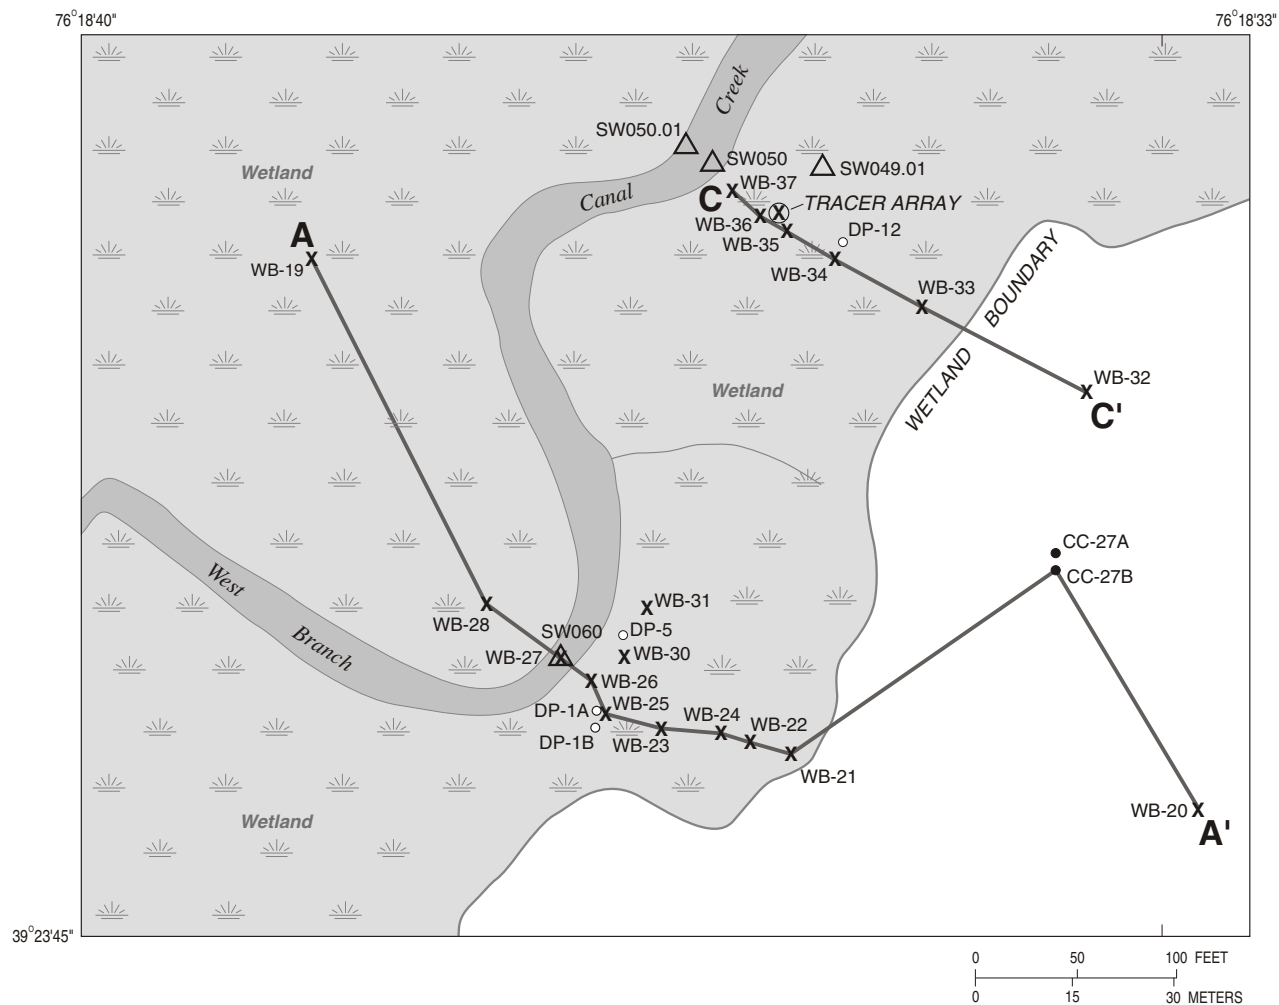 76°18'40"
76°18'33"
Creek
SW050.01
SW050
SW049.01
Wetland
WB-37
C
Canal
TRACER ARRAY
WB-36
DP-12
WB-35
A
WB-19
WB-34
BOUNDARY
WB-33
WETLAND
WB-32
C'
Wetland
CC-27A
CC-27B
West
WB-31
WB-28
SW060
DP-5
Branch
WB-27
WB-30
WB-26
WB-25
DP-1A
WB-24
WB-22
DP-1B
WB-23
WB-21
WB-20
A'
Wetland
39°23'45"
0 50 100 FEET
0 15 30 METERS